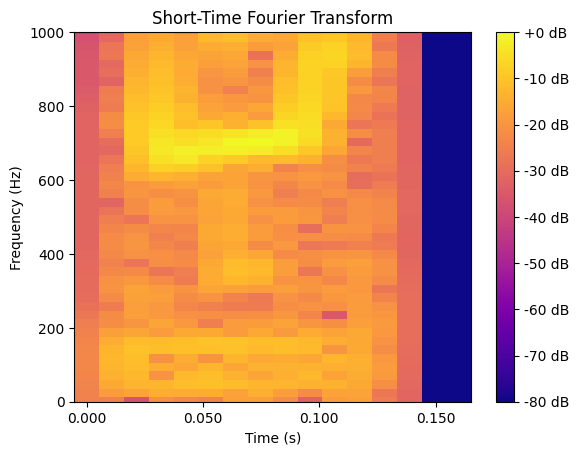 Short-Time Fourier Transform
1000
800
600
400
200
0
Frequency (Hz)
0.000
0.050
0.100
0.150
Time (s)
+0 dB
-10 dB
-20 dB
-30 dB
-40 dB
-50 dB
-60 dB
-70 dB
-80 dB